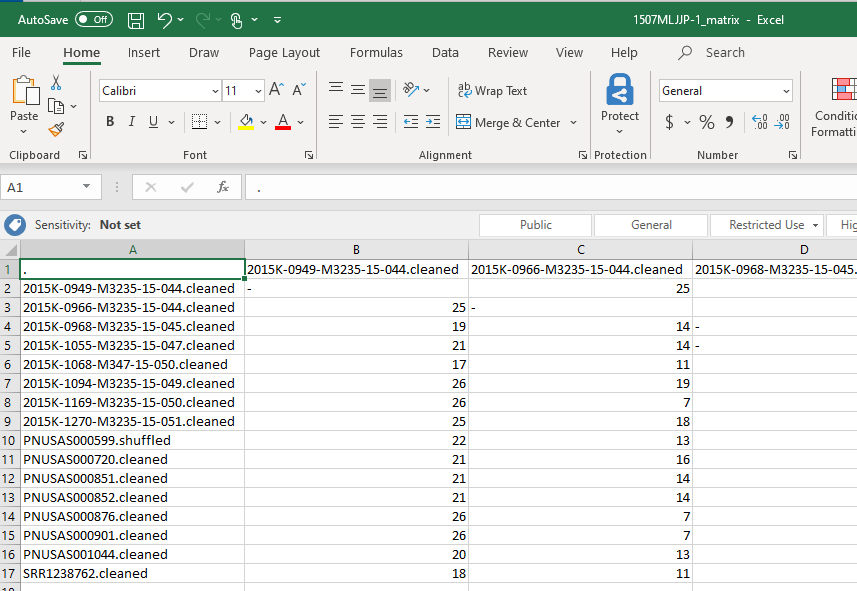 AutoSave Off 1507MLJJP-1_matrix - Excel
File Home Insert Draw Page Layout Formulas Data Review View Help Search
Paste
Calibri 11 A A
B I U A
ab Wrap Text
Merge & Center
Protect
General
$ % 9 .00 .00
Conditic
Formatti
Clipboard Font Alignment Protection Number
A1 fx .
Sensitivity: Not set Public General Restricted Use Hig
A B C D
1 . 2015K-0949-M3235-15-044.cleaned 2015K-0966-M3235-15-044.cleaned 2015K-0968-M3235-15-045.
2 2015K-0949-M3235-15-044.cleaned - 25
3 2015K-0966-M3235-15-044.cleaned 25 -
4 2015K-0968-M3235-15-045.cleaned 19 14 -
5 2015K-1055-M3235-15-047.cleaned 21 14 -
6 2015K-1068-M347-15-050.cleaned 17 11
7 2015K-1094-M3235-15-049.cleaned 26 19
8 2015K-1169-M3235-15-050.cleaned 26 7
9 2015K-1270-M3235-15-051.cleaned 25 18
10 PNUSAS000599.shuffled 22 13
11 PNUSAS000720.cleaned 21 16
12 PNUSAS000851.cleaned 21 14
13 PNUSAS000852.cleaned 21 14
14 PNUSAS000876.cleaned 26 7
15 PNUSAS000901.cleaned 26 7
16 PNUSAS001044.cleaned 20 13
17 SRR1238762.cleaned 18 11